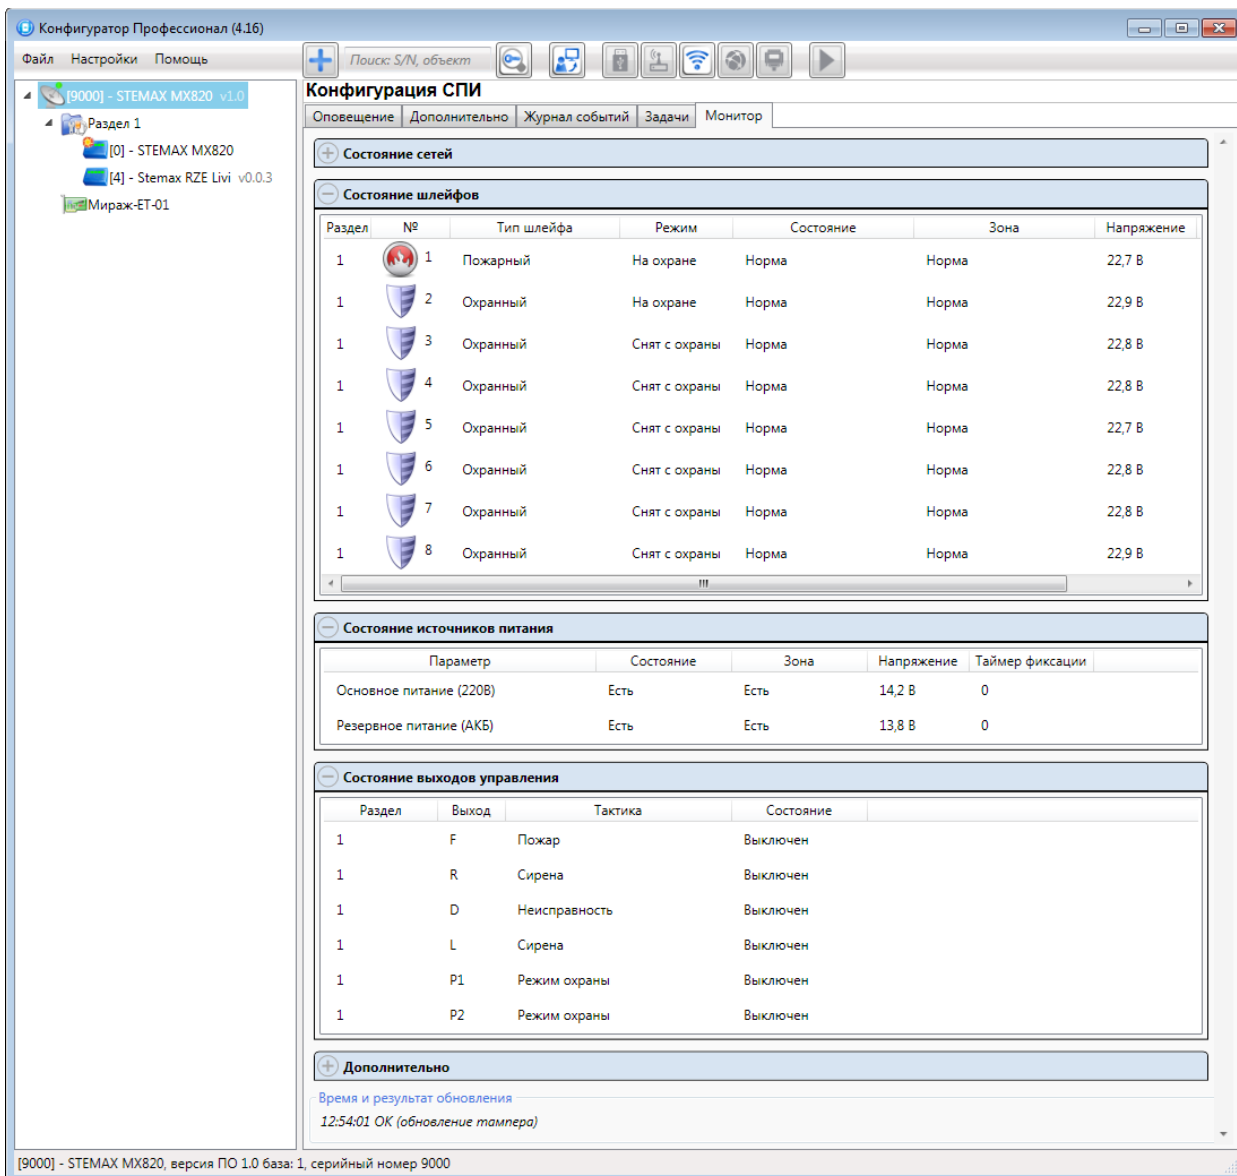 Конфигуратор Профессионал (4.16)
Файл Настройки Помощь
Поиск: S/N, объект
[9000] - STEMAX MX820 v1.0
Раздел 1
[0] - STEMAX MX820
[4] - Stemax RZE Livi v0.0.3
Мираж-ET-01
Конфигурация СПИ
Оповещение Дополнительно Журнал событий Задачи Монитор
Состояние сетей
Состояние шлейфов
Раздел № Тип шлейфа Режим Состояние Зона Напряжение
1 1 Пожарный На охране Норма Норма 22,7 В
1 2 Охранный На охране Норма Норма 22,9 В
1 3 Охранный Снят с охраны Норма Норма 22,8 В
1 4 Охранный Снят с охраны Норма Норма 22,8 В
1 5 Охранный Снят с охраны Норма Норма 22,7 В
1 6 Охранный Снят с охраны Норма Норма 22,8 В
1 7 Охранный Снят с охраны Норма Норма 22,8 В
1 8 Охранный Снят с охраны Норма Норма 22,9 В
Состояние источников питания
Параметр Состояние Зона Напряжение Таймер фиксации
Основное питание (220В) Есть Есть 14,2 В 0
Резервное питание (АКБ) Есть Есть 13,8 В 0
Состояние выходов управления
Раздел Выход Тактика Состояние
1 F Пожар Выключен
1 R Сирена Выключен
1 D Неисправность Выключен
1 L Сирена Выключен
1 P1 Режим охраны Выключен
1 P2 Режим охраны Выключен
Дополнительно
Время и результат обновления
12:54:01 OK (обновление тампера)
[9000] - STEMAX MX820, версия ПО 1.0 база: 1, серийный номер 9000